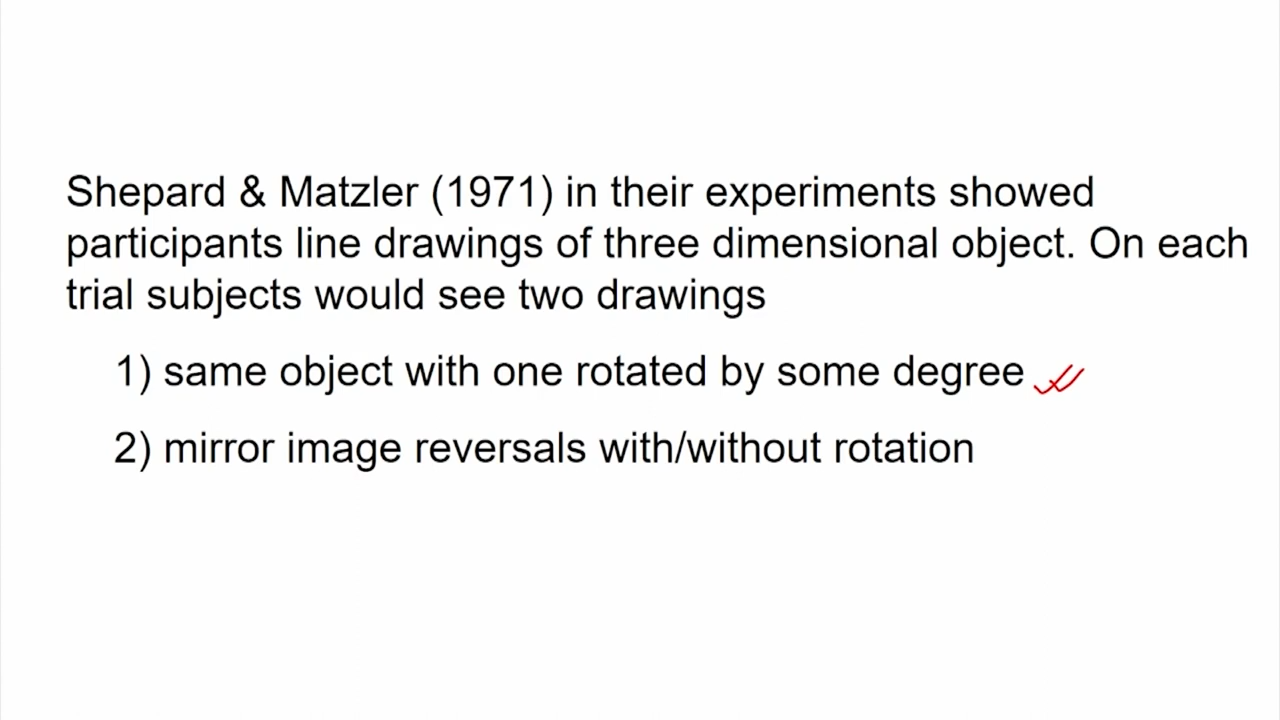 Shepard & Matzler (1971) in their experiments showed
participants line drawings of three dimensional object. On each
trial subjects would see two drawings
1) same object with one rotated by some degree
2) mirror image reversals with/without rotation